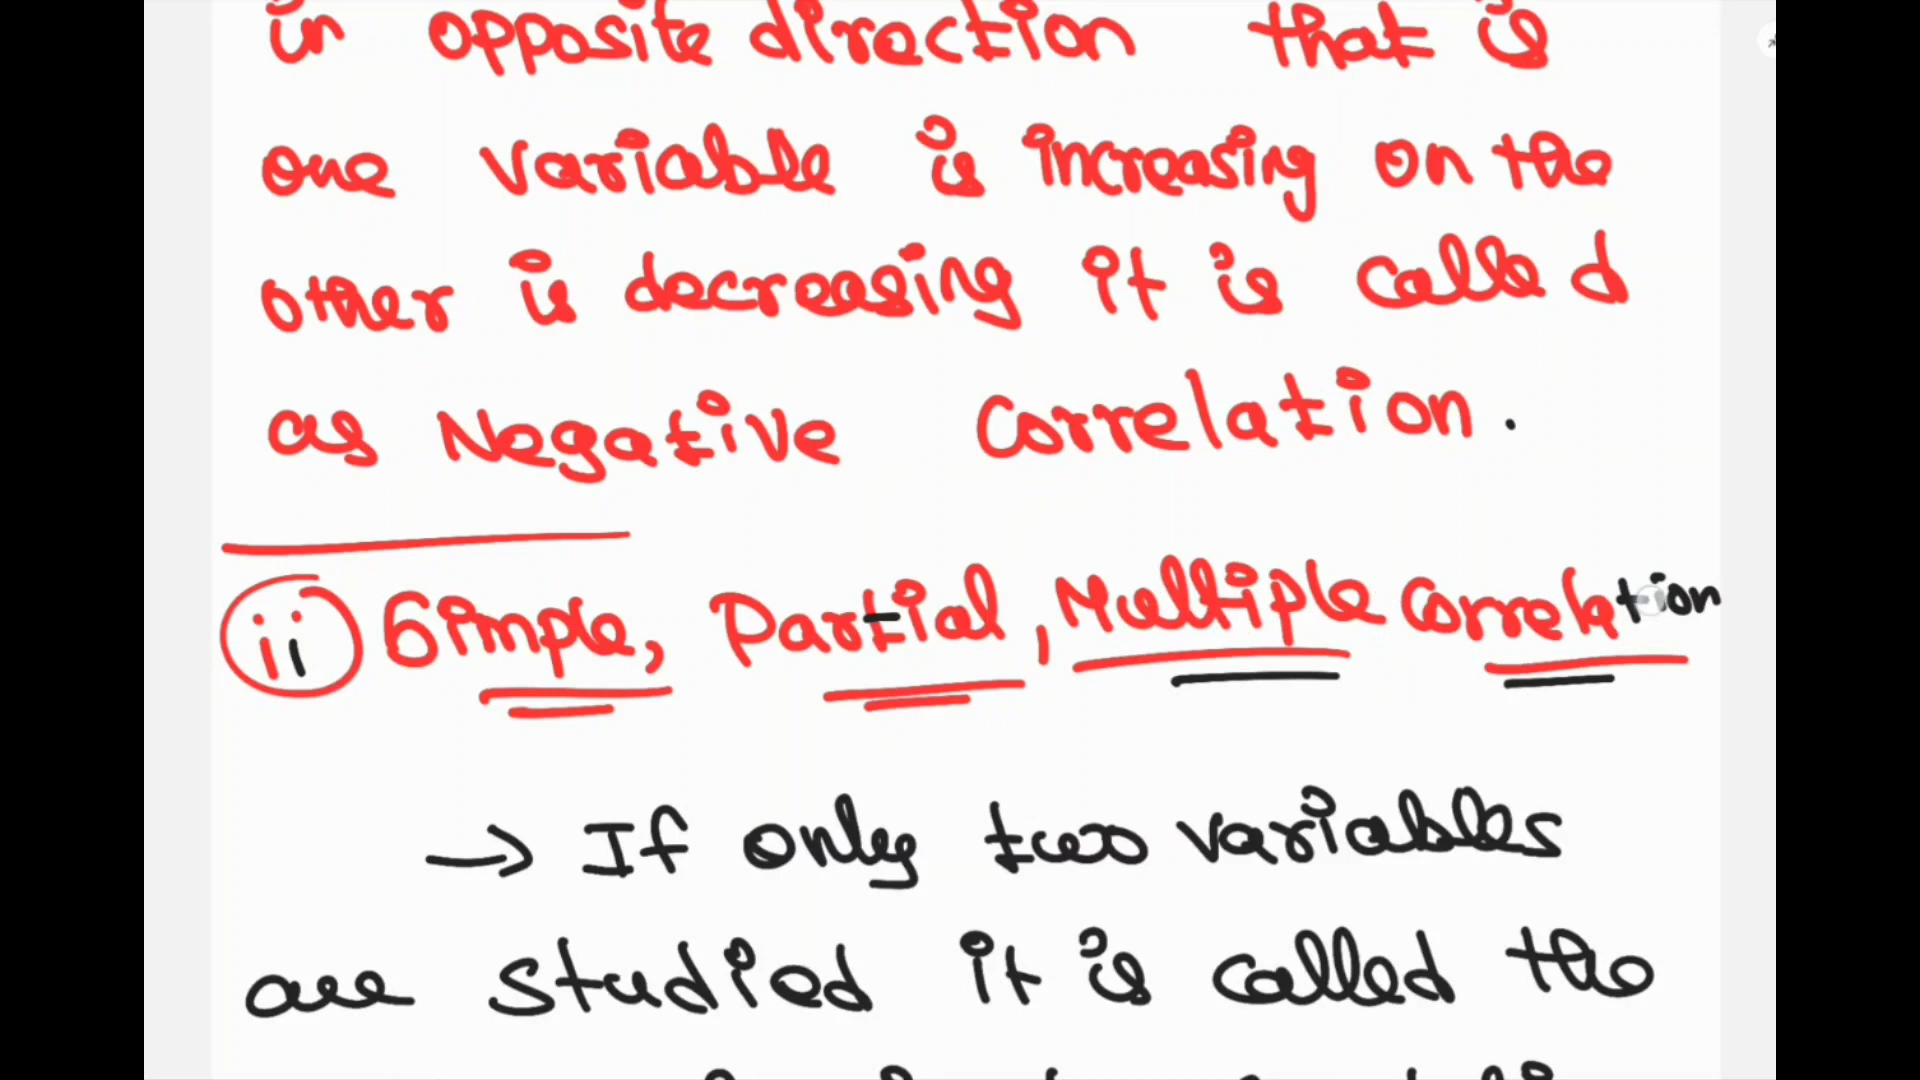 in opposite direction that is
one variable is increasing on the
other is decreasing it is called
as Negative Correlation.
ii Simple, Partial, Multiple Correlation
→ If only two variables
are studied it is called the